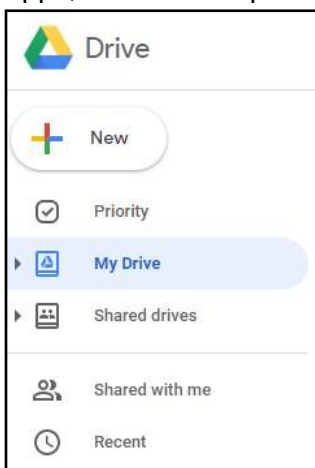 Drive
New
Priority
My Drive
Shared drives
Shared with me
Recent